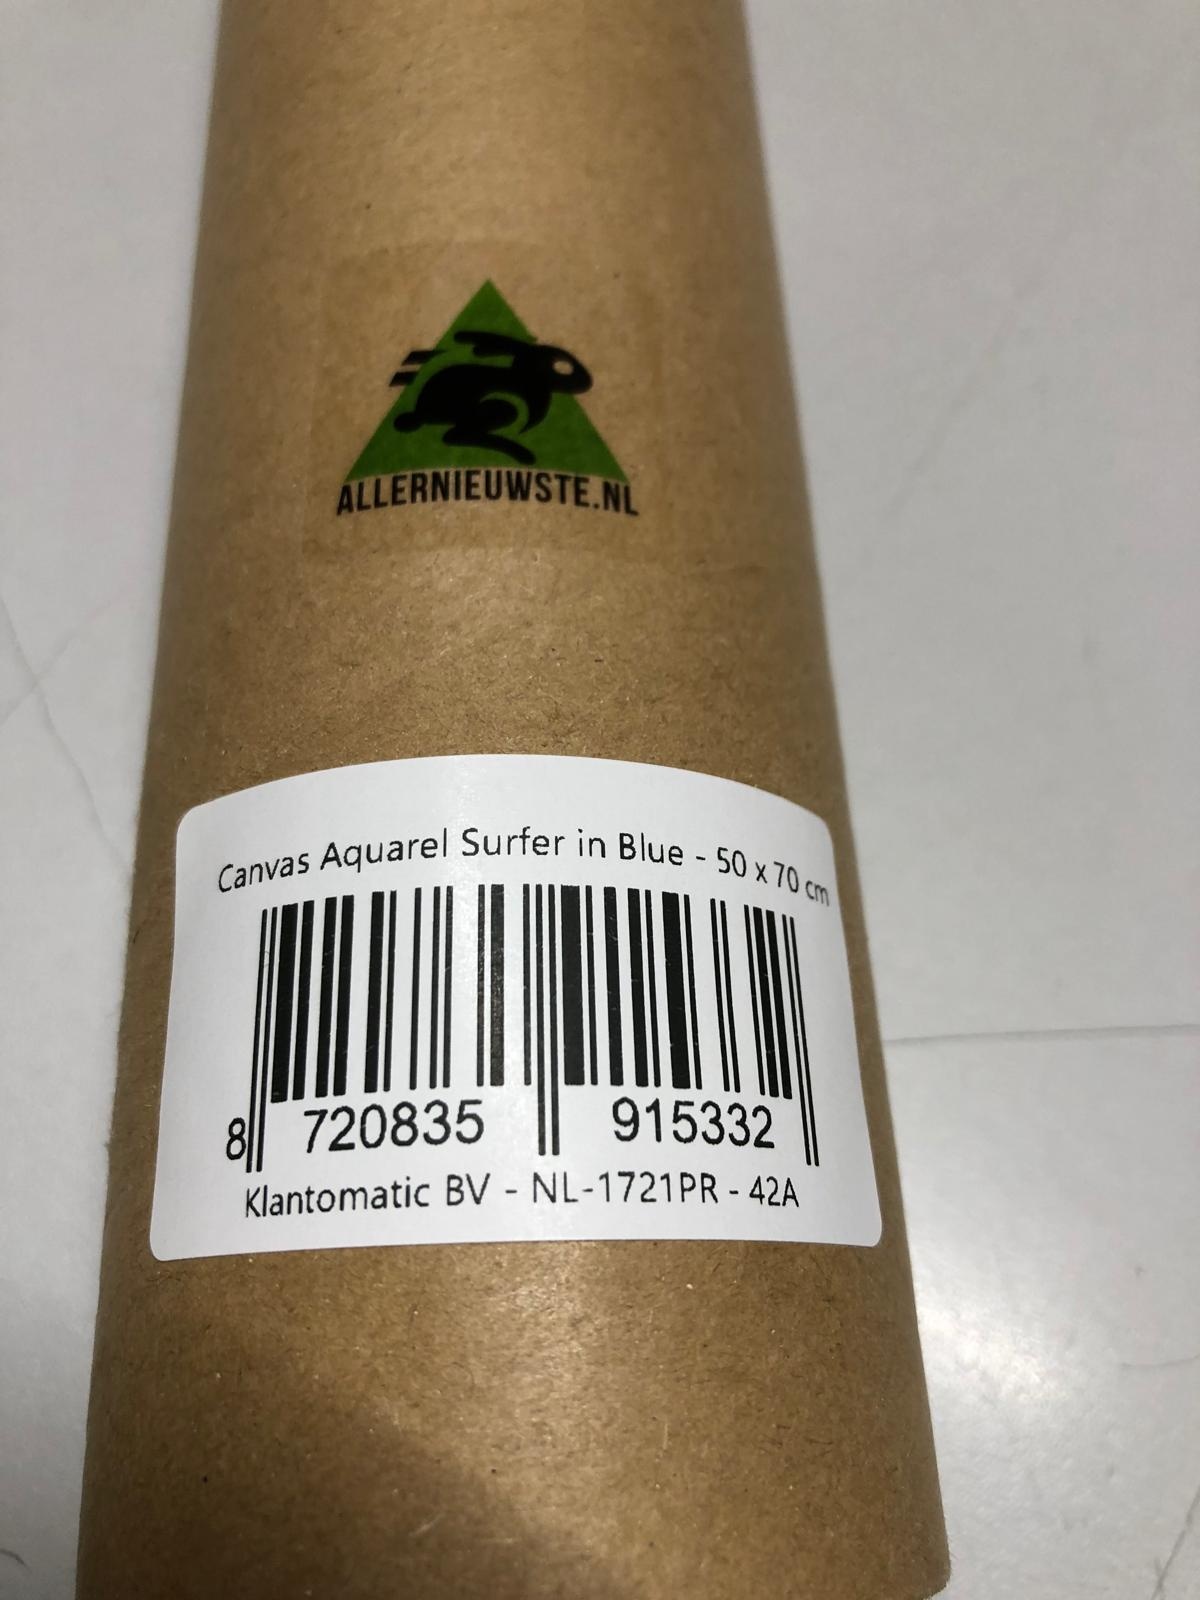 ALLERNIEUWSTE.NL
Canvas Aquarel Surfer in Blue - 50 x 70 cm
8 720835 915332
Klantomatic BV - NL-1721PR - 42A